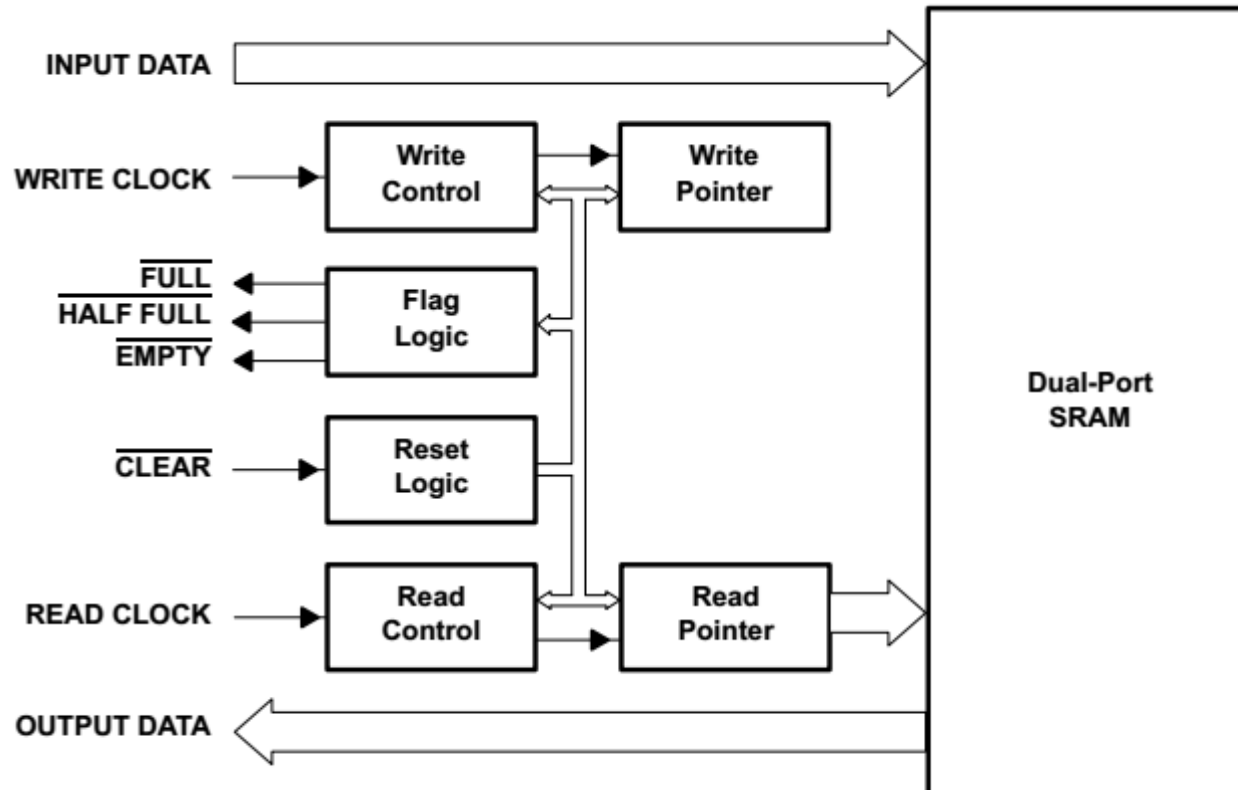 INPUT DATA
WRITE CLOCK
Write
Control
Write
Pointer
FULL
HALF FULL
EMPTY
Flag
Logic
Dual-Port
SRAM
CLEAR
Reset
Logic
READ CLOCK
Read
Control
Read
Pointer
OUTPUT DATA